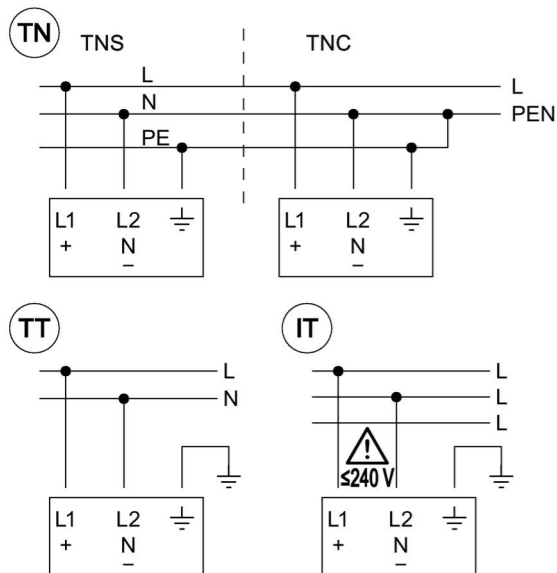 TN
TNS TNC
L
L
N
PEN
PE
L1 L2 L1 L2
+ N + N
– –
TT IT
L L
N L
L
≤240 V
L1 L2 L1 L2
+ N + N
– –